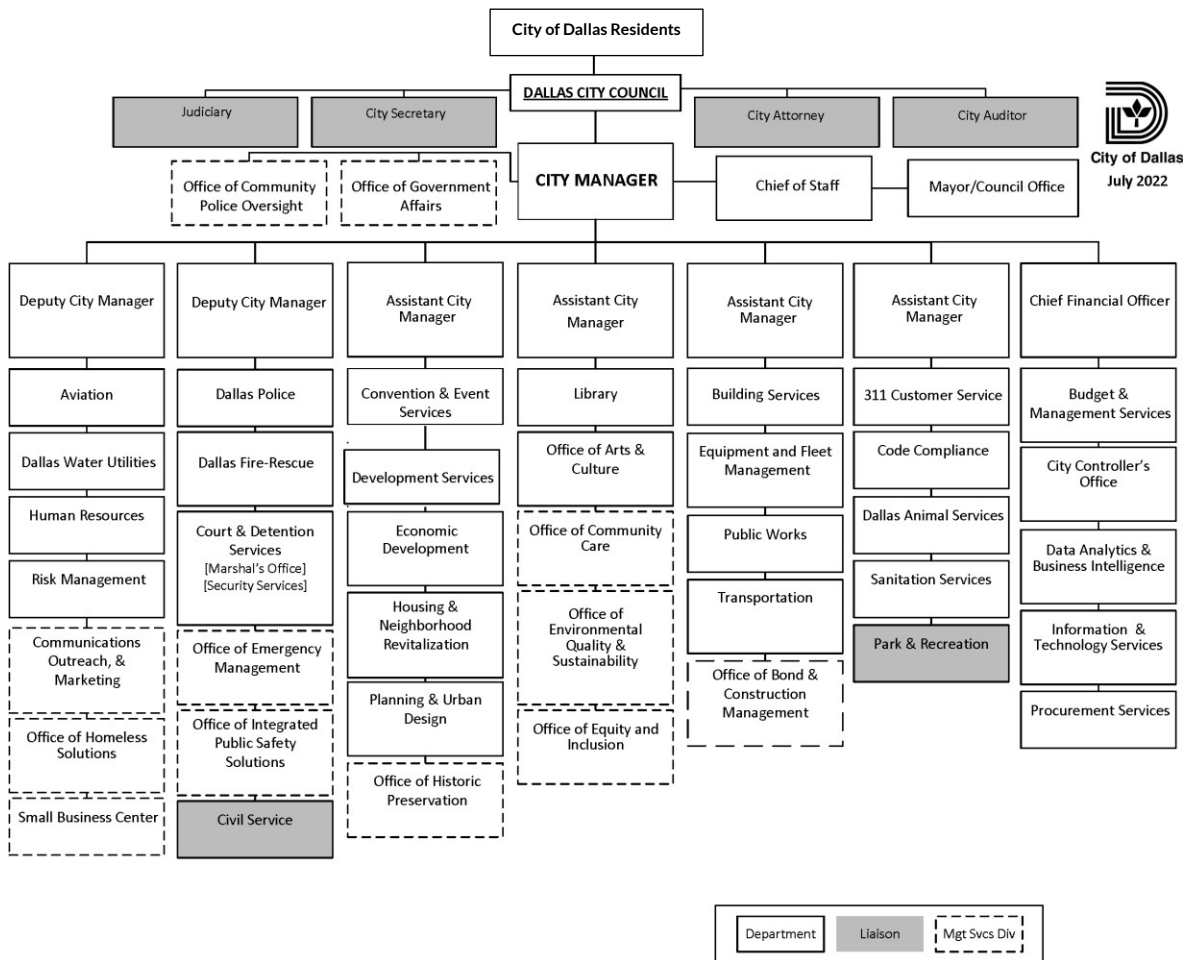 City of Dallas Residents
DALLAS CITY COUNCIL
Judiciary
City Secretary
City Attorney
City Auditor
City of Dallas
July 2022
Office of Community
Police Oversight
Office of Government
Affairs
CITY MANAGER
Chief of Staff
Mayor/Council Office
Deputy City Manager
Aviation
Dallas Water Utilities
Human Resources
Risk Management
Communications
Outreach, & Marketing
Office of Homeless
Solutions
Small Business Center
Deputy City Manager
Dallas Police
Dallas Fire-Rescue
Court & Detention
Services
[Marshal's Office]
[Security Services]
Office of Emergency
Management
Office of Integrated
Public Safety
Solutions
Civil Service
Assistant City
Manager
Convention & Event
Services
Development Services
Economic
Development
Housing &
Neighborhood
Revitalization
Planning & Urban
Design
Office of Historic
Preservation
Assistant City
Manager
Library
Office of Arts &
Culture
Office of Community
Care
Office of
Environmental
Quality &
Sustainability
Office of Equity and
Inclusion
Assistant City
Manager
Building Services
Equipment and Fleet
Management
Public Works
Transportation
Office of Bond &
Construction
Management
Assistant City
Manager
311 Customer Service
Code Compliance
Dallas Animal Services
Sanitation Services
Park & Recreation
Chief Financial Officer
Budget &
Management Services
City Controller's
Office
Data Analytics &
Business Intelligence
Information &
Technology Services
Procurement Services
Department
Liaison
Mgt Svcs Div